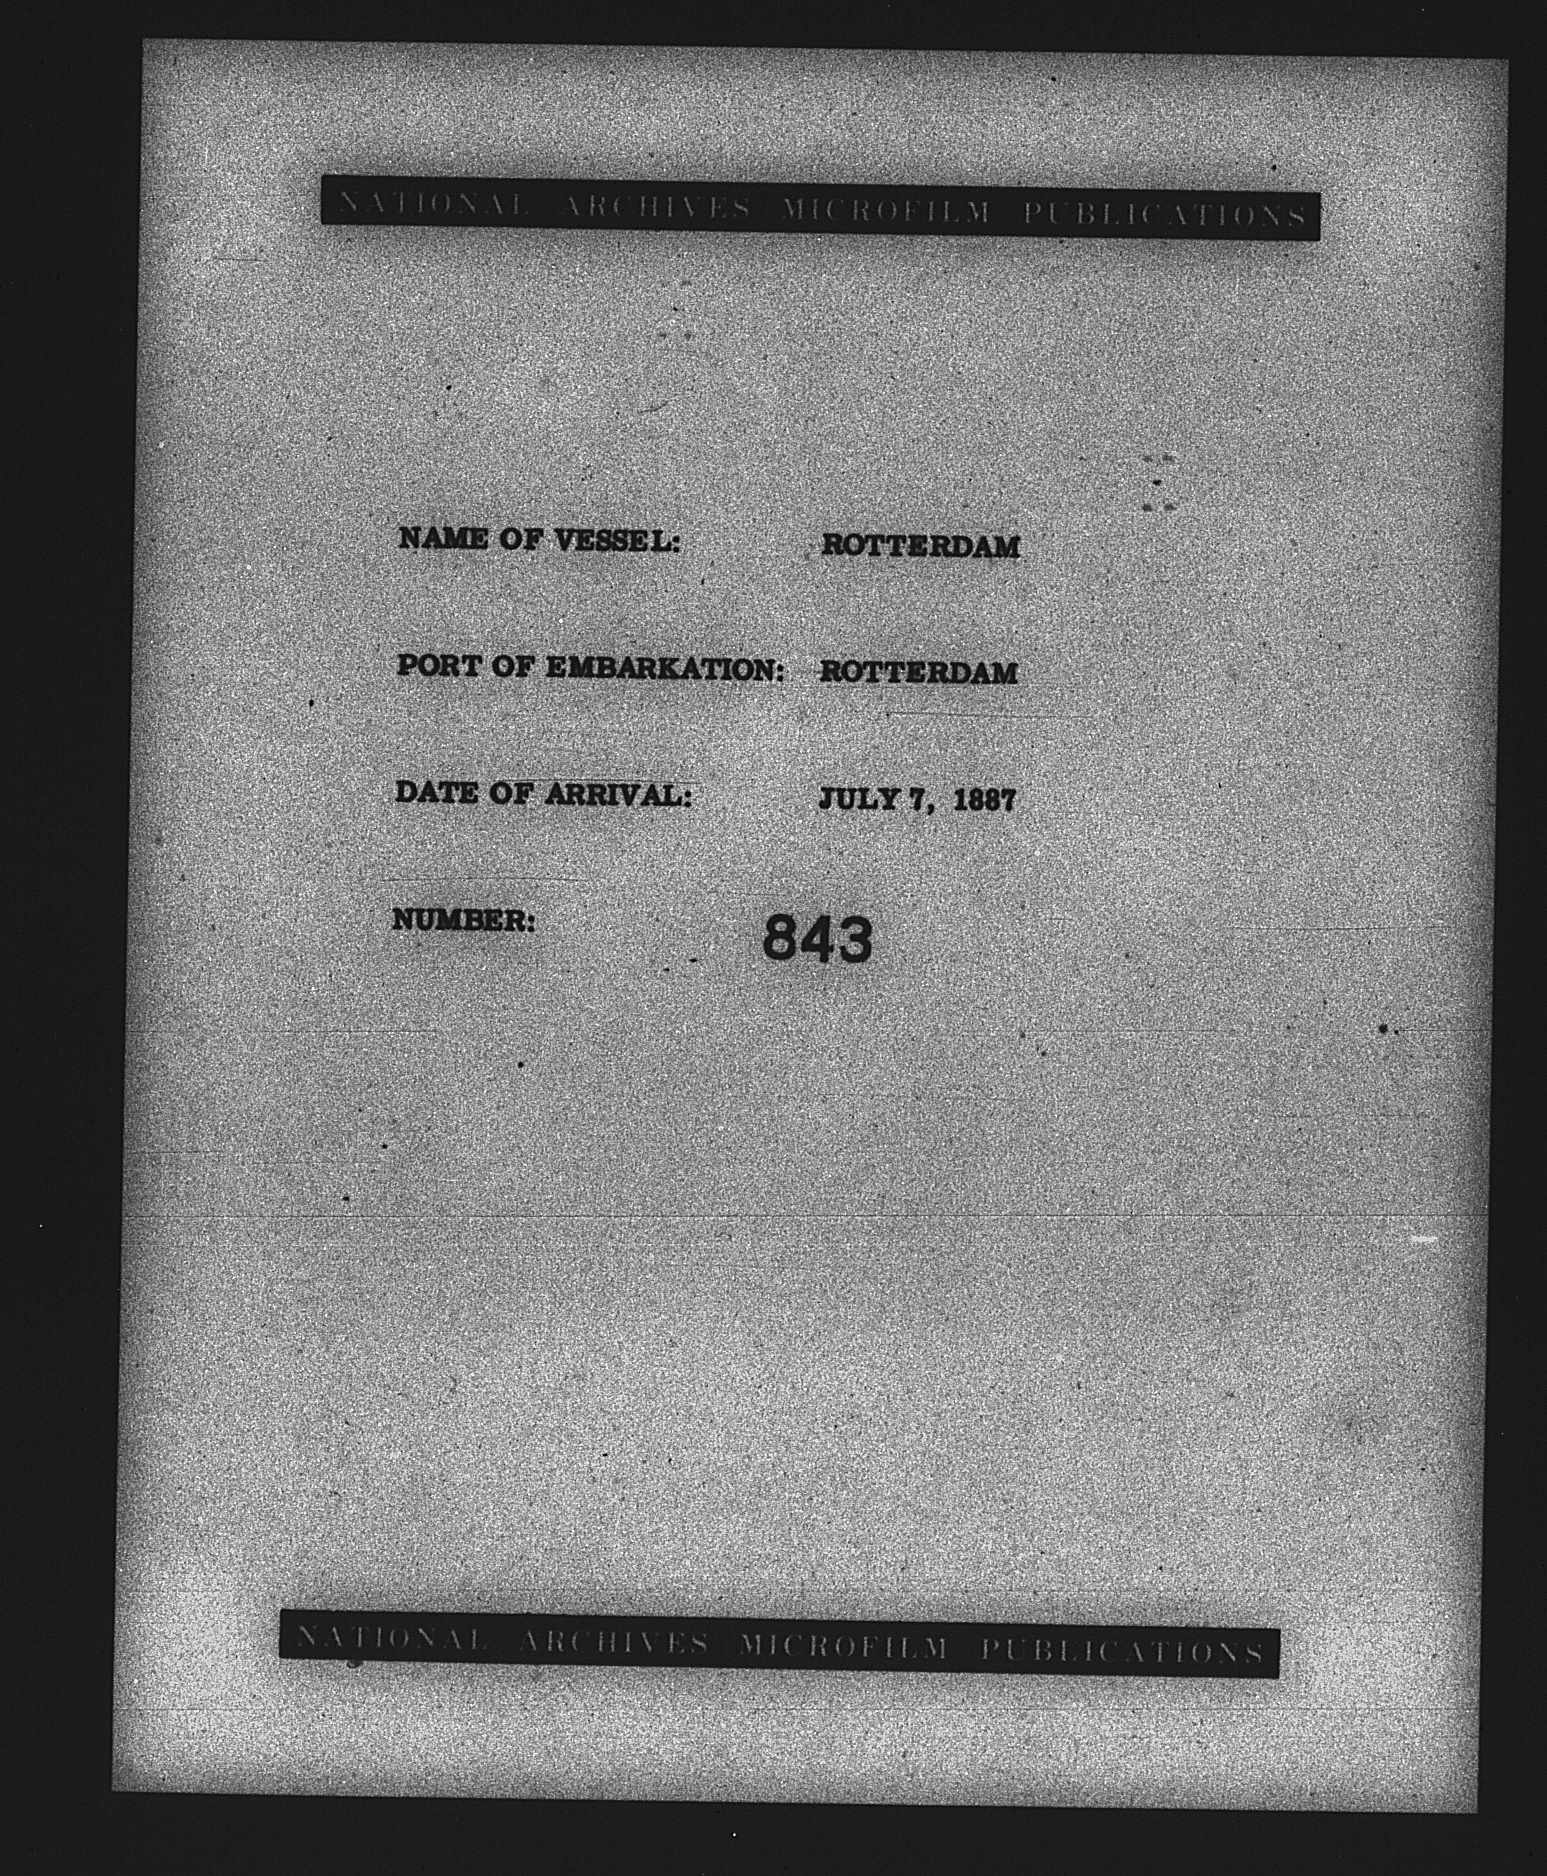 NATIONAL ARCHIVES MICROFILM PUBLICATIONS
NAME OF VESSEL: ROTTERDAM
PORT OF EMBARKATION: ROTTERDAM
DATE OF ARRIVAL: JULY 7, 1887
NUMBER: 843
NATIONAL ARCHIVES MICROFILM PUBLICATIONS